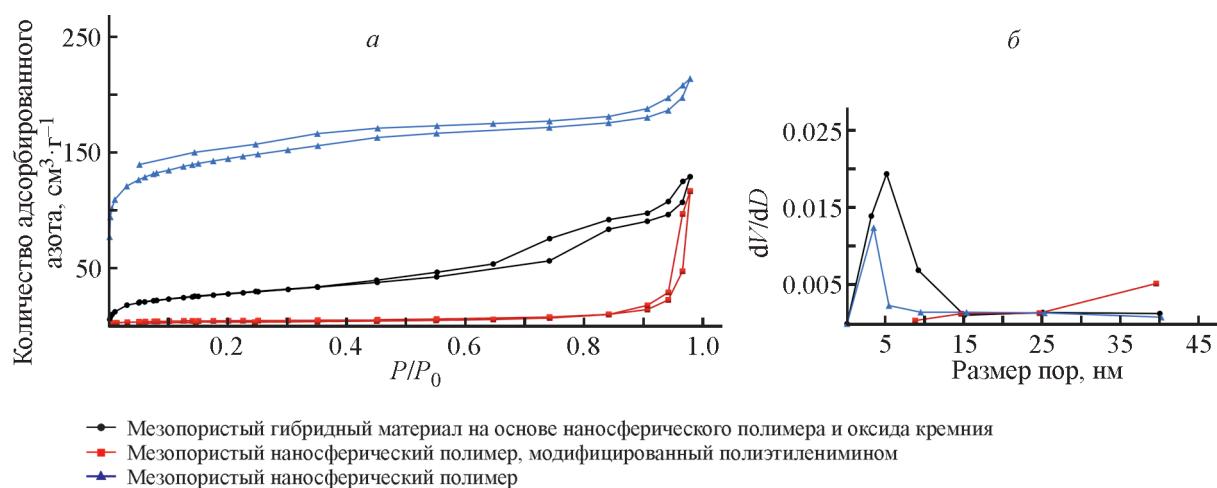 250
150
50
Количество адсорбированного
азота, см³·г⁻¹
а
0.2
0.4
0.6
0.8
1.0
P/P₀
б
0.025
0.015
0.005
dV/dD
5
15
25
35
45
Размер пор, нм
Мезопористый гибридный материал на основе наносферического полимера и оксида кремния
Мезопористый наносферический полимер, модифицированный полиэтиленимином
Мезопористый наносферический полимер